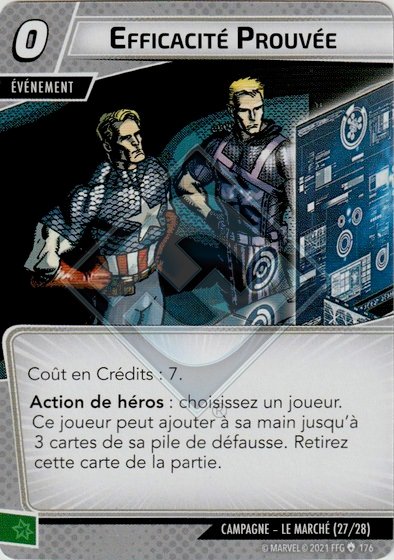 0
EFFICACITÉ PROUVÉE
ÉVÉNEMENT
Coût en Crédits : 7.
Action de héros : choisissez un joueur.
Ce joueur peut ajouter à sa main jusqu'à
3 cartes de sa pile de défausse. Retirez
cette carte de la partie.
®
CAMPAGNE – LE MARCHÉ (27/28)
© MARVEL © 2021 FFG 176